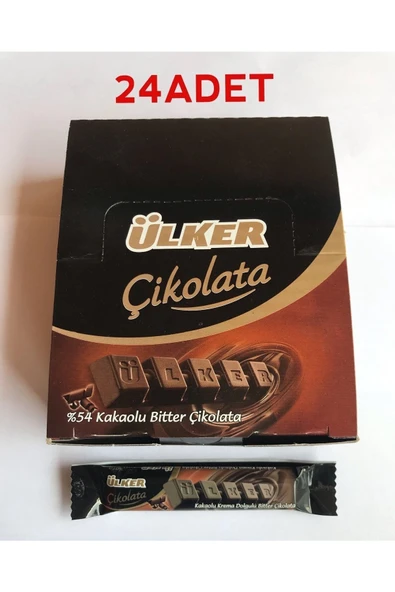 24ADET
ÜLKER
Çikolata
ÜLKER
%54 Kakaolu Bitter Çikolata
ÜLKER
Çikolata
ÜLKER
Kakaolu Krema Dolgulu Bitter Çikolata